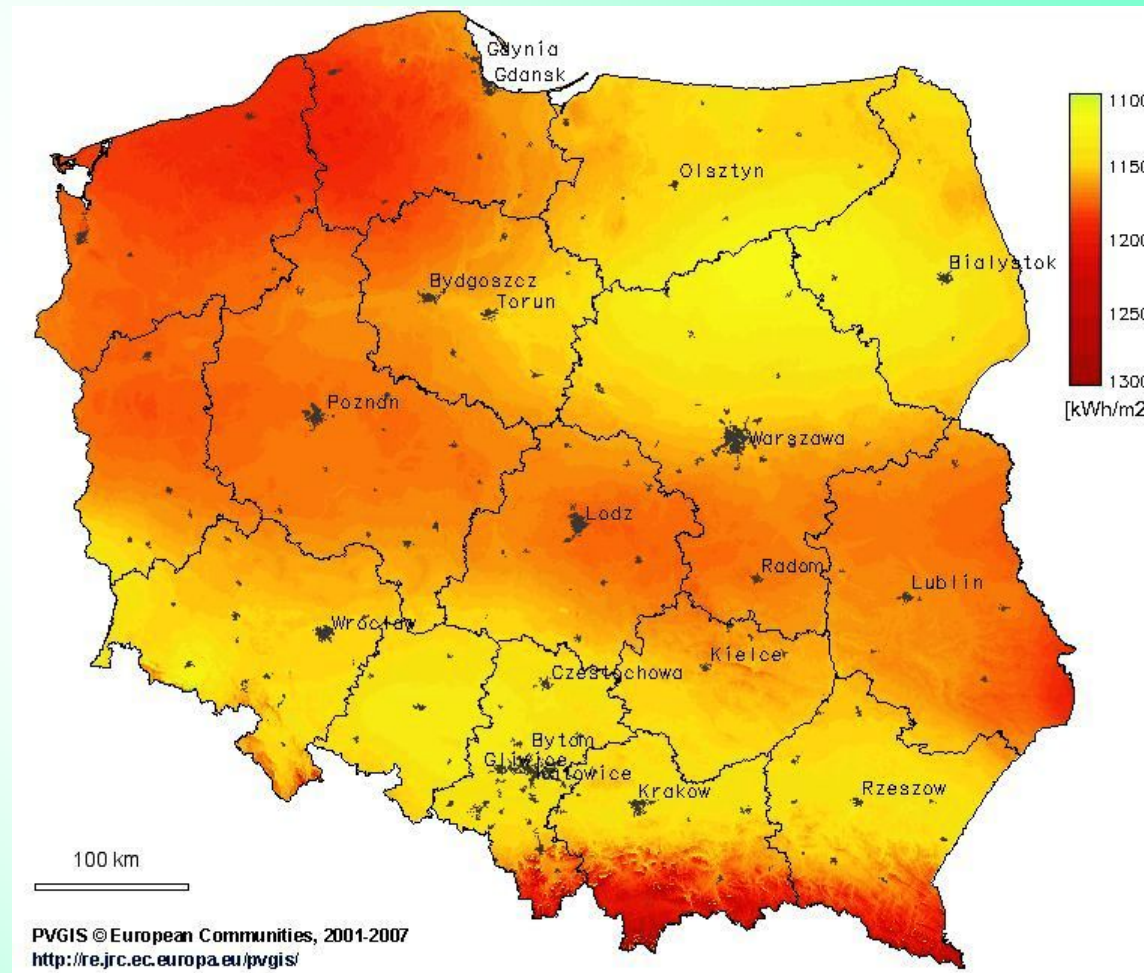 Gdynia
Gdansk
1100
Olsztyn
1150
1200
Bialystok
Bydgoszcz
Torun
1250
1300
Poznan
[kWh/m2
Warszawa
Lodz
Radom
Lublin
Wroclaw
Kielce
Czestochowa
Bytom
Gliwice
Katowice
Krakow
Rzeszow
100 km
PVGIS © European Communities, 2001-2007
http://re.jrc.ec.europa.eu/pvgis/